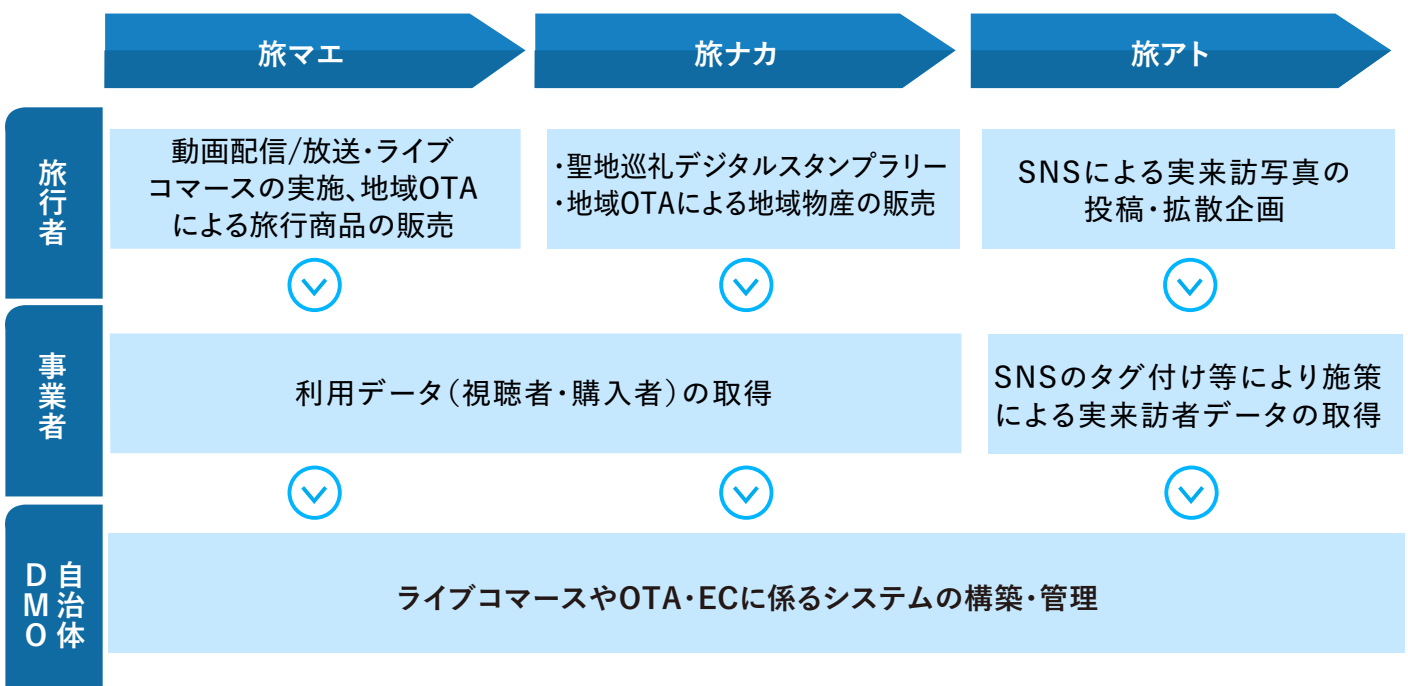 旅マエ
旅ナカ
旅アト
旅行者
動画配信/放送・ライブ
コマースの実施、地域OTA
による旅行商品の販売
・聖地巡礼デジタルスタンプラリー
・地域OTAによる地域物産の販売
SNSによる実来訪写真の
投稿・拡散企画
事業者
利用データ（視聴者・購入者）の取得
SNSのタグ付け等により施策
による実来訪者データの取得
自治体
DMO
ライブコマースやOTA・ECに係るシステムの構築・管理